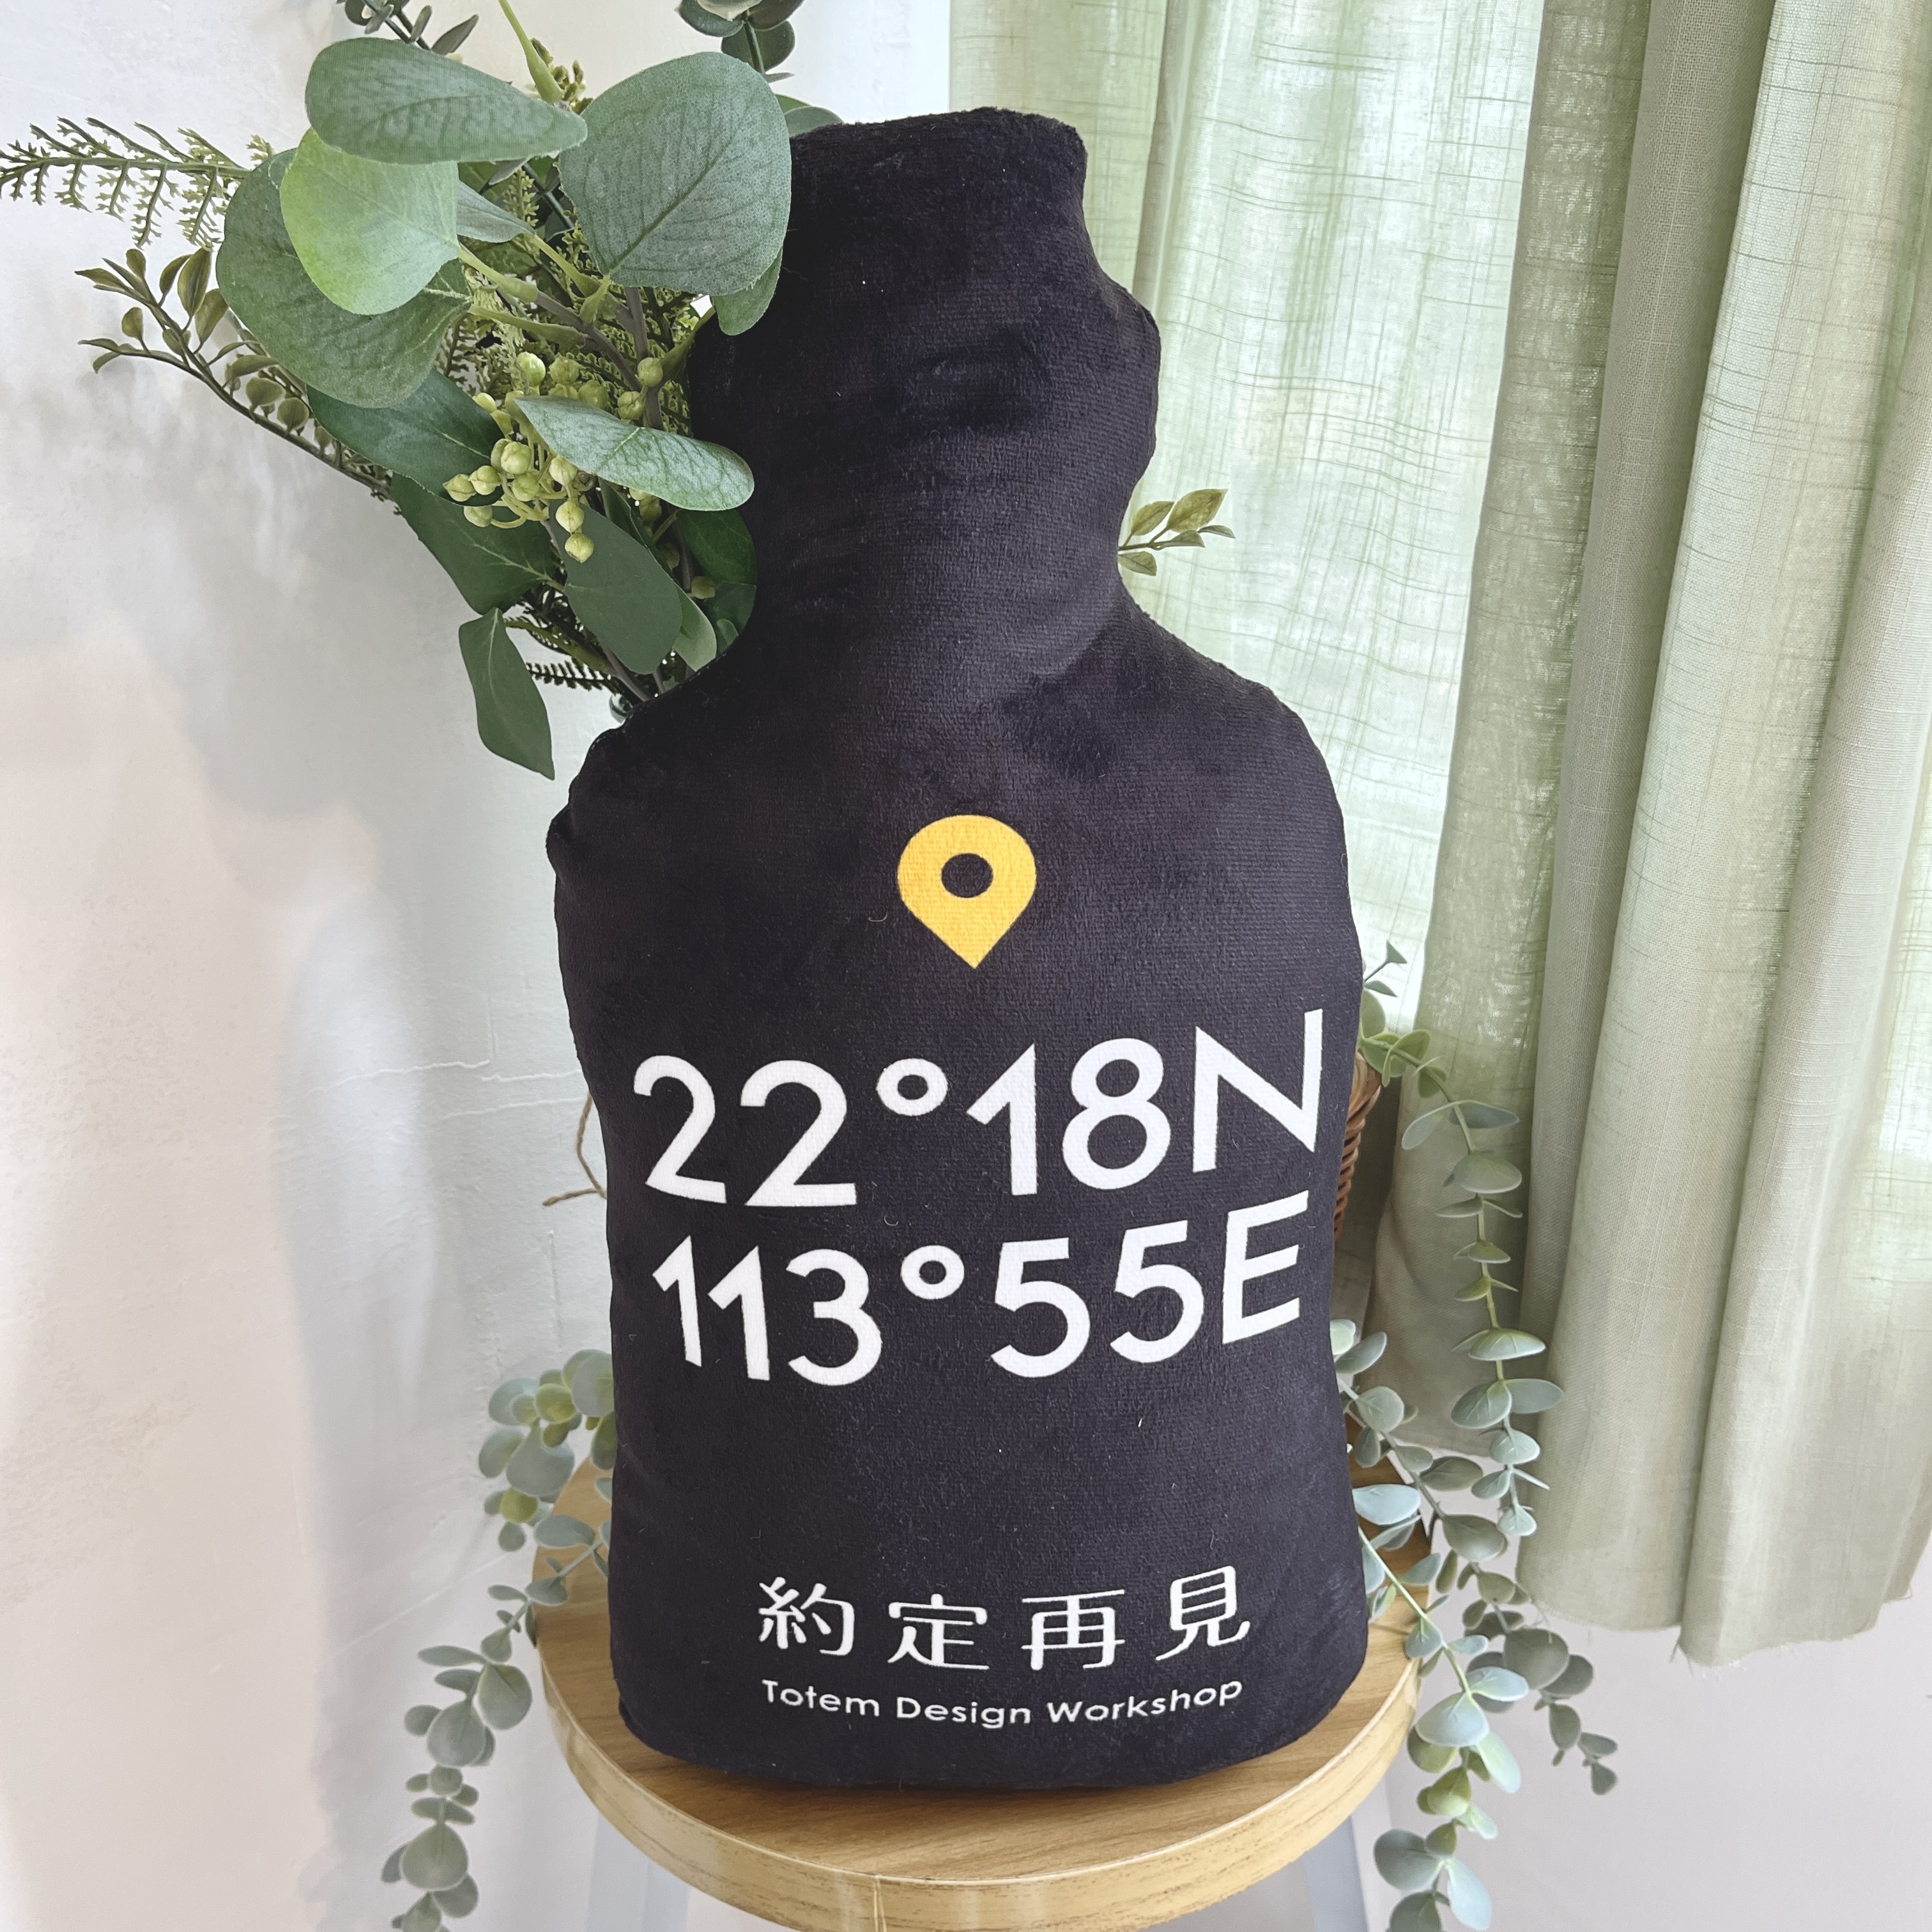 22°18N
113°55E
約定再見
Totem Design Workshop